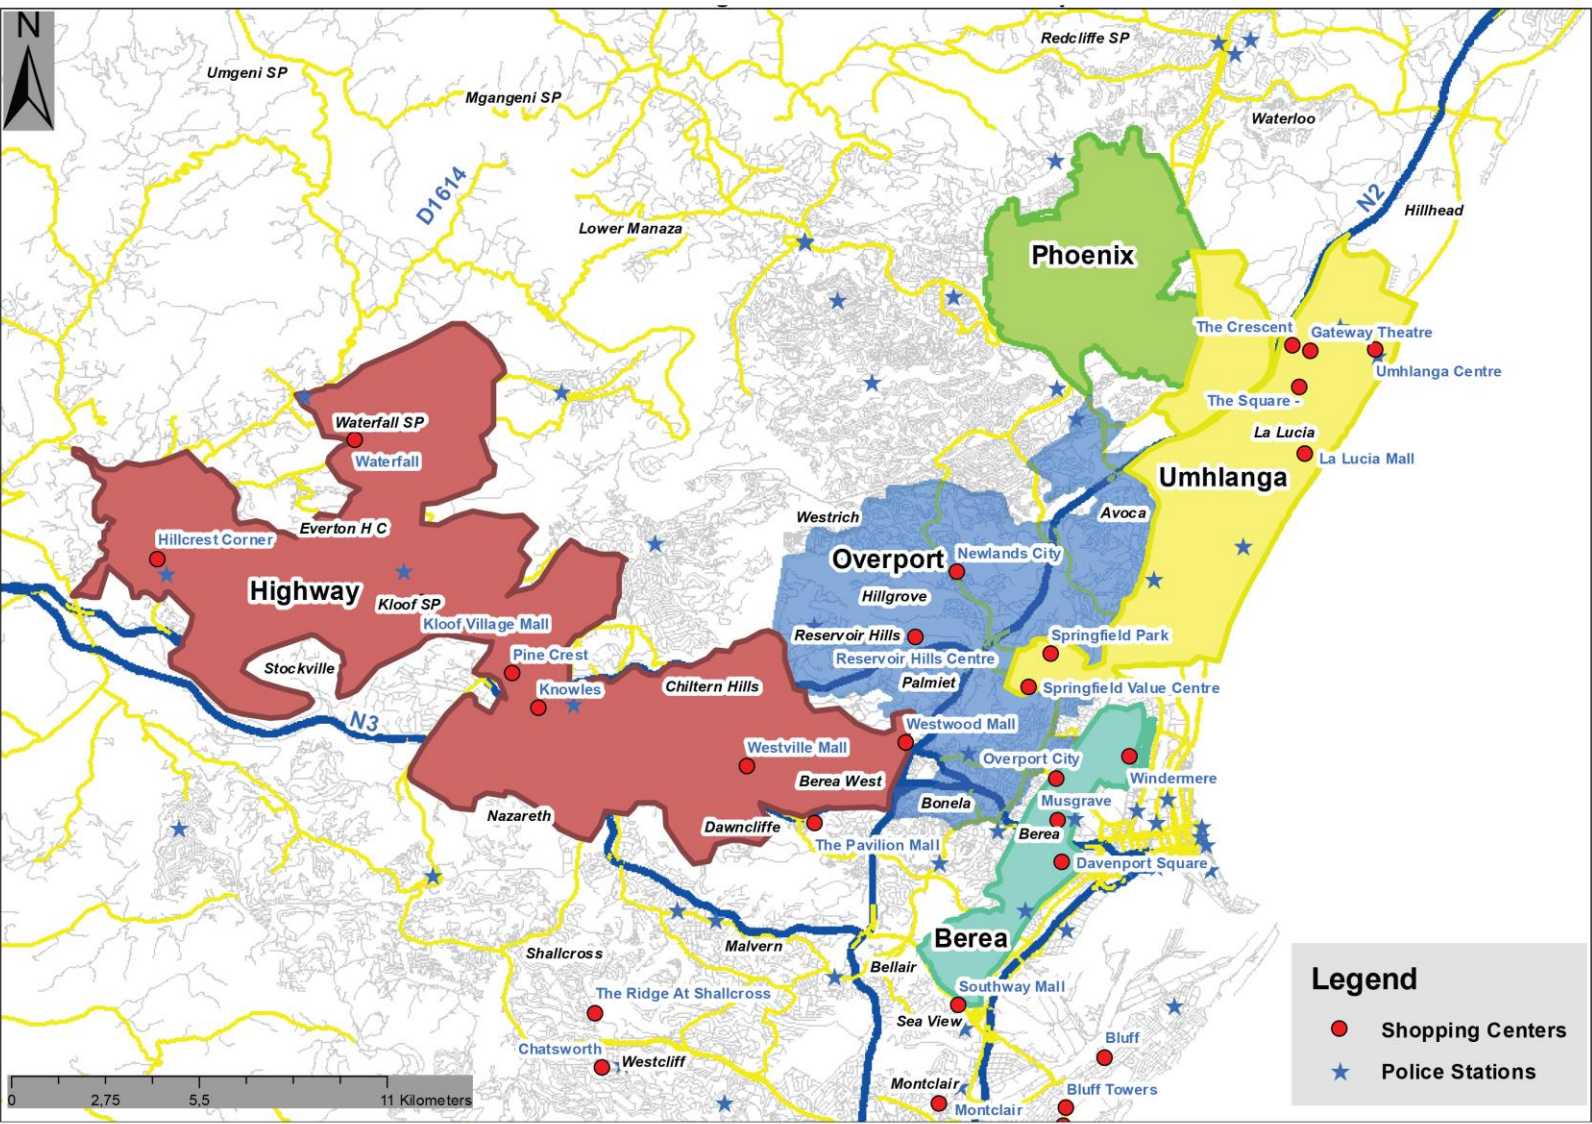 N
Redcliffe SP
Umgeni SP
Mgangeni SP
Waterloo
D1614
N2
Hillhead
Lower Manaza
Phoenix
The Crescent
Gateway Theatre
Umhlanga Centre
The Square -
Waterfall SP
La Lucia
Waterfall
La Lucia Mall
Umhlanga
Westrich
Avoca
Everton H C
Hillcrest Corner
Overport
Newlands City
Highway
Hillgrove
Kloof SP
Kloof Village Mall
Reservoir Hills
Springfield Park
Pine Crest
Reservoir Hills Centre
Stockville
Palmiet
Chiltern Hills
Knowles
Springfield Value Centre
N3
Westwood Mall
Westville Mall
Overport City
Berea West
Windermere
Bonela
Musgrave
Nazareth
Dawncliffe
Berea
The Pavilion Mall
Davenport Square
Berea
Malvern
Shallcross
Bellair
Legend
The Ridge At Shallcross
Southway Mall
Sea View
Shopping Centers
Bluff
Chatsworth
Westcliff
Police Stations
Montclair
Bluff Towers
0
2,75
5,5
11 Kilometers
Montclair